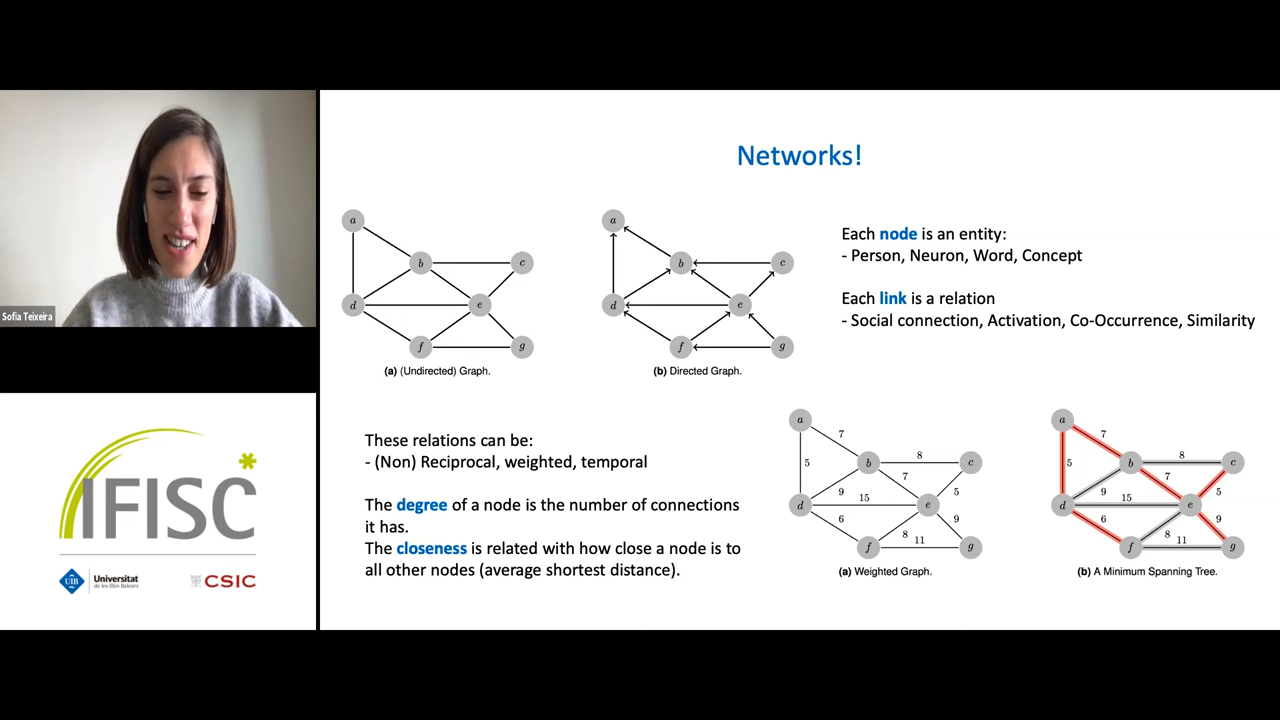 Networks!
Sofia Teixeira
a
b
c
d
e
f
g
(a) (Undirected) Graph.
a
b
c
d
e
f
g
(b) Directed Graph.
Each node is an entity:
- Person, Neuron, Word, Concept
Each link is a relation
- Social connection, Activation, Co-Occurrence, Similarity
IFISC
Universitat
de les Illes Balears
UIB
CSIC
These relations can be:
- (Non) Reciprocal, weighted, temporal
The degree of a node is the number of connections
it has.
The closeness is related with how close a node is to
all other nodes (average shortest distance).
a
7
8
b
c
5
7
5
9
15
d
e
6
9
8
11
f
g
(a) Weighted Graph.
a
7
8
b
c
5
7
5
9
15
d
e
6
9
8
11
f
g
(b) A Minimum Spanning Tree.